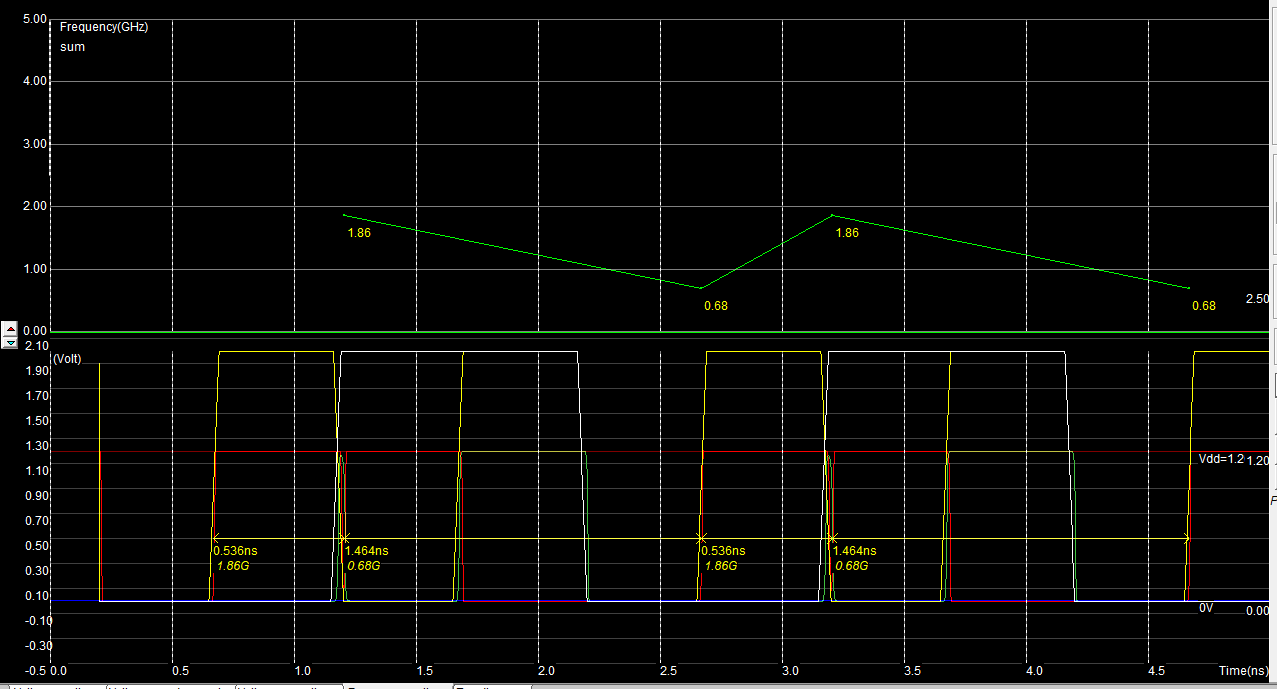 5.00
Frequency(GHz)
sum
4.00
3.00
2.00
1.86
1.86
1.00
0.68
0.68
2.50
0.00
2.10
(Volt)
1.90
1.70
1.50
1.30
Vdd=1.2
1.20
1.10
0.90
0.70
0.50
0.536ns
1.464ns
0.536ns
1.464ns
1.86G
0.68G
1.86G
0.68G
0.30
0.10
0V
0.00
-0.10
-0.30
-0.5
0.0
0.5
1.0
1.5
2.0
2.5
3.0
3.5
4.0
4.5
Time(ns)